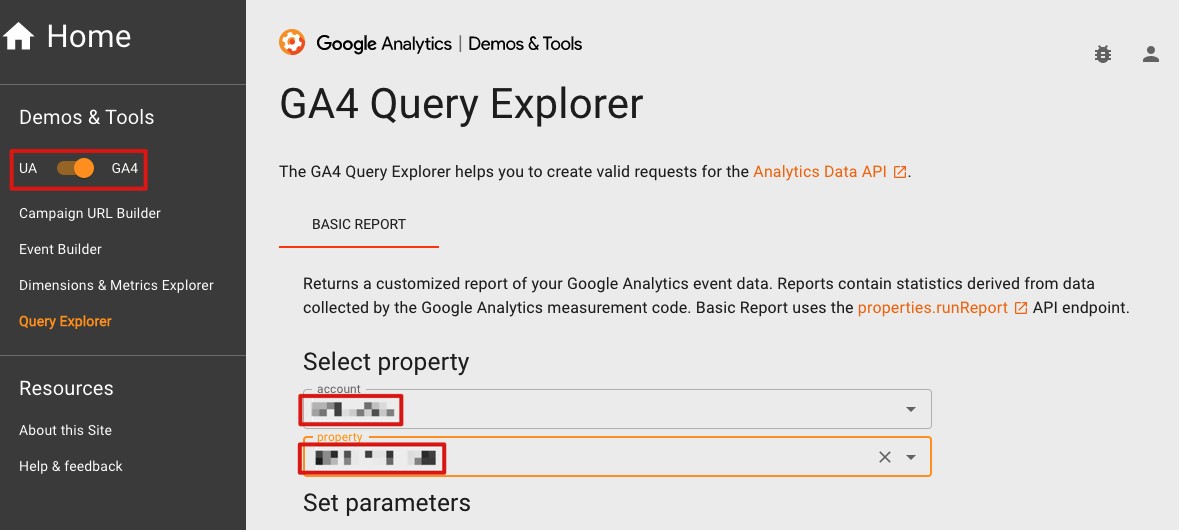 Home
Demos & Tools
UA GA4
Campaign URL Builder
Event Builder
Dimensions & Metrics Explorer
Query Explorer
Resources
About this Site
Help & feedback
Google Analytics | Demos & Tools
GA4 Query Explorer
The GA4 Query Explorer helps you to create valid requests for the Analytics Data API.
BASIC REPORT
Returns a customized report of your Google Analytics event data. Reports contain statistics derived from data
collected by the Google Analytics measurement code. Basic Report uses the properties.runReport API endpoint.
Select property
account
property
Set parameters